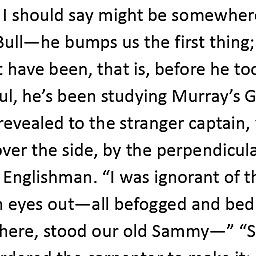 I should say might be somewhere
Bull—he bumps us the first thing;
have been, that is, before he too
he's been studying Murray's G
revealed to the stranger captain,
over the side, by the perpendicula
Englishman. “I was ignorant of th
eyes out—all befogged and bed
here, stood our old Sammy—” “S
ordered the carpenter to make it;